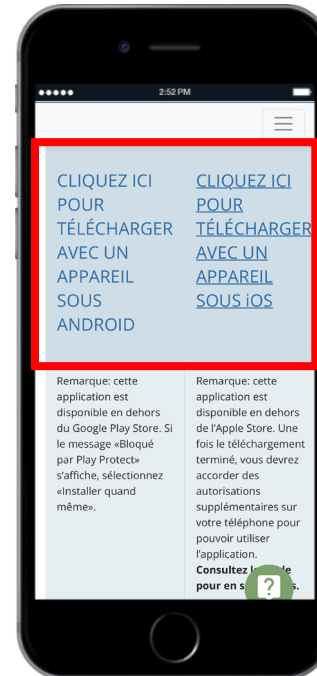 2:52 PM
CLIQUEZ ICI
POUR
TÉLÉCHARGER
AVEC UN
APPAREIL
SOUS
ANDROID
CLIQUEZ ICI
POUR
TÉLÉCHARGER
AVEC UN
APPAREIL
SOUS iOS
Remarque: cette
application est
disponible en dehors
du Google Play Store. Si
le message «Bloqué
par Play Protect»
s’affiche, sélectionnez
«Installer quand
même».
Remarque: cette
application est
disponible en dehors
de l’Apple Store. Une
fois le téléchargement
terminé, vous devrez
accorder des
autorisations
supplémentaires sur
votre téléphone pour
pouvoir utiliser
l’application.
Consultez
pour en
?